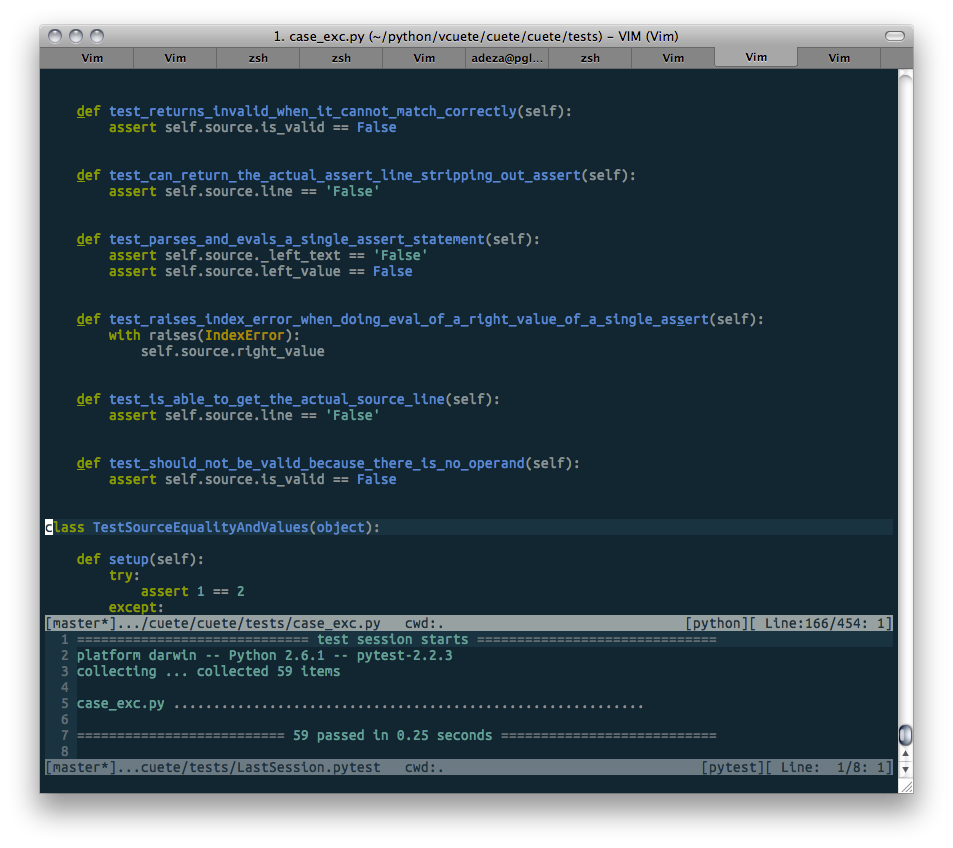 1. case_exc.py (~/python/vcuete/cuete/cuete/tests) – VIM (Vim)
Vim Vim zsh zsh Vim adeza@pgl... zsh Vim Vim Vim
def test_returns_invalid_when_it_cannot_match_correctly(self):
assert self.source.is_valid == False
def test_can_return_the_actual_assert_line_stripping_out_assert(self):
assert self.source.line == 'False'
def test_parses_and_evals_a_single_assert_statement(self):
assert self.source._left_text == 'False'
assert self.source.left_value == False
def test_raises_index_error_when_doing_eval_of_a_right_value_of_a_single_assert(self):
with raises(IndexError):
self.source.right_value
def test_is_able_to_get_the_actual_source_line(self):
assert self.source.line == 'False'
def test_should_not_be_valid_because_there_is_no_operand(self):
assert self.source.is_valid == False
class TestSourceEqualityAndValues(object):
def setup(self):
try:
assert 1 == 2
except:
[master*].../cuete/cuete/tests/case_exc.py   cwd:.   [python][ Line:166/454: 1]
1 ============================= test session starts ==============================
2 platform darwin -- Python 2.6.1 -- pytest-2.2.3
3 collecting ... collected 59 items
4
5 case_exc.py ...........................................................
6
7 ========================== 59 passed in 0.25 seconds ===========================
8
[master*]...cuete/tests/LastSession.pytest   cwd:.   [pytest][ Line:  1/8: 1]